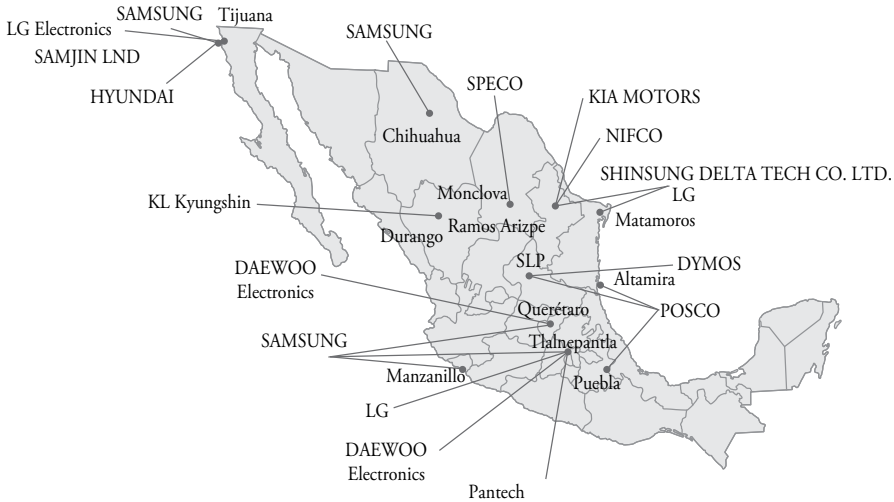 SAMSUNG
Tijuana
LG Electronics
SAMJIN LND
HYUNDAI
SAMSUNG
Chihuahua
SPECO
KIA MOTORS
NIFCO
SHINSUNG DELTA TECH CO. LTD.
LG
Matamoros
Monclova
Ramos Arizpe
KL Kyungshin
Durango
SLP
DYMOS
Altamira
POSCO
DAEWOO
Electronics
Querétaro
Tlalnepantla
SAMSUNG
Manzanillo
Puebla
LG
DAEWOO
Electronics
Pantech